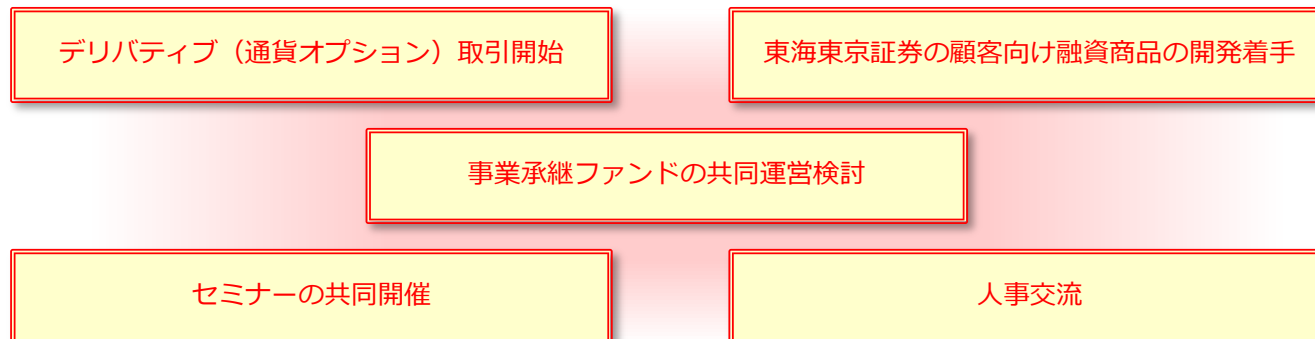 デリバティブ（通貨オプション）取引開始
東海東京証券の顧客向け融資商品の開発着手
事業承継ファンドの共同運営検討
セミナーの共同開催
人事交流